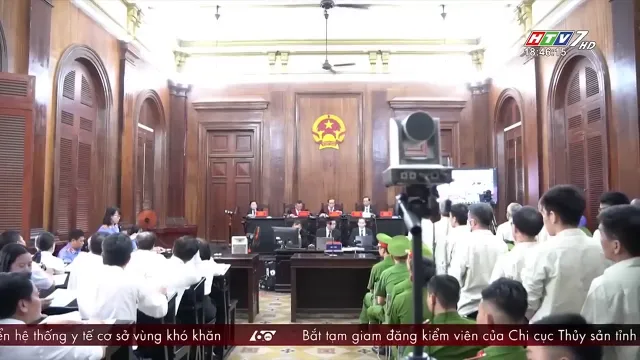 HTV7 HD
18:46:15
ển hệ thống y tế cơ sở vùng khó khăn
Bắt tạm giam đăng kiểm viên của Chi cục Thủy sản tỉnh